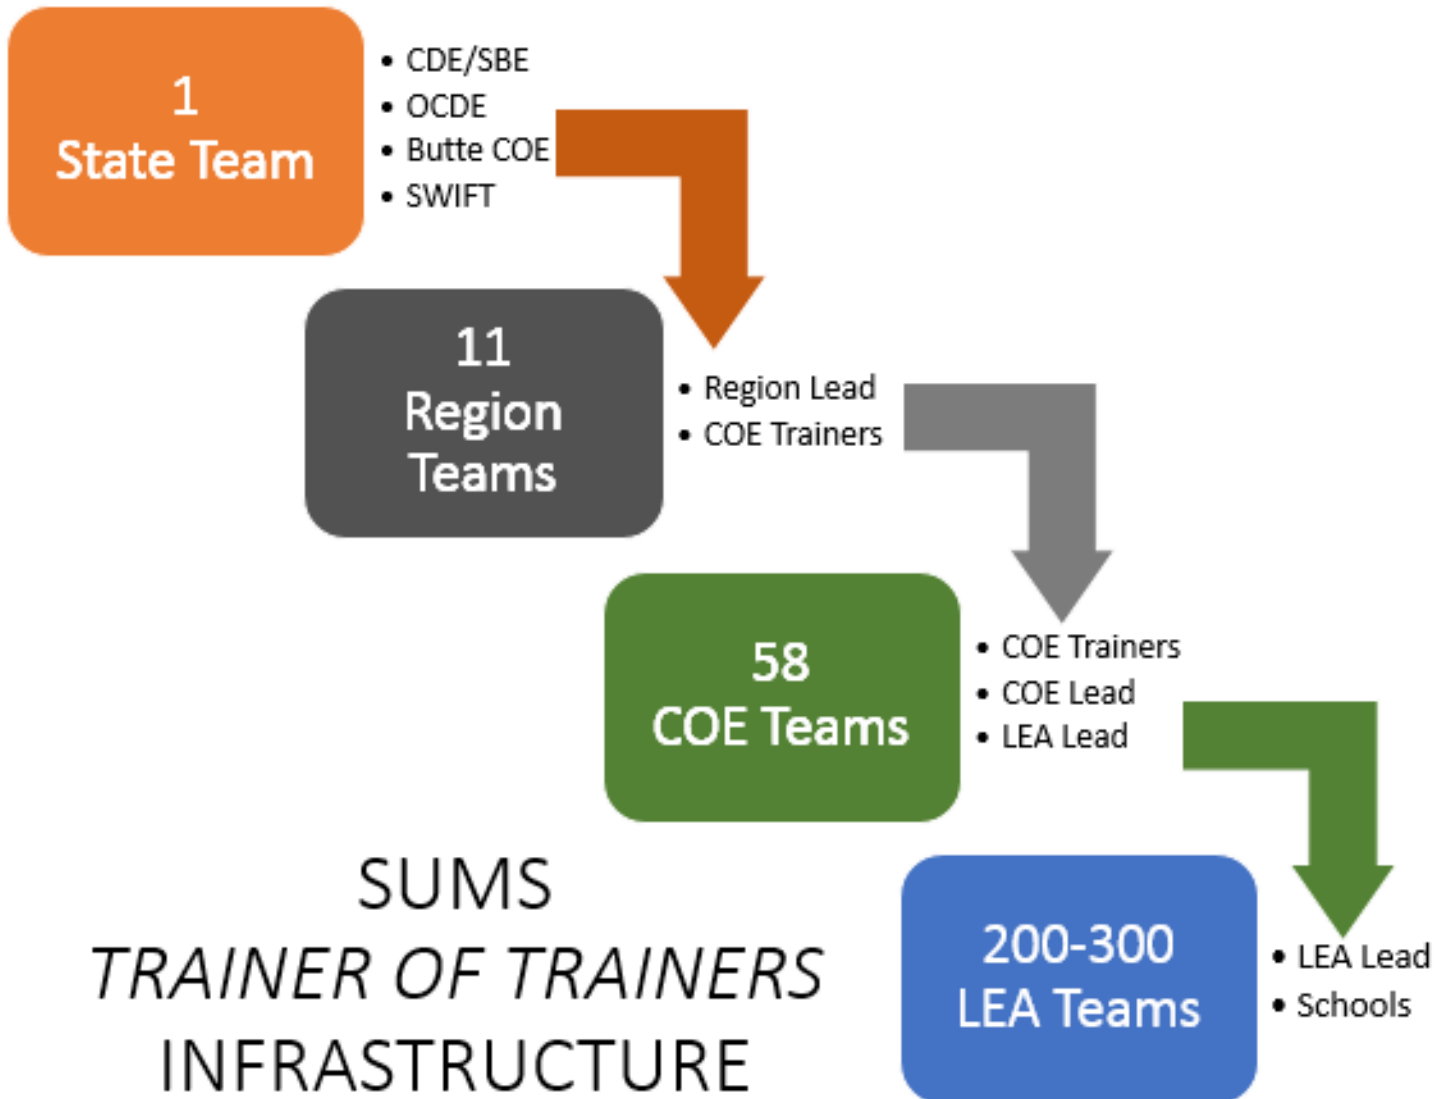 1
State Team
• CDE/SBE
• OCDE
• Butte COE
• SWIFT
11
Region
Teams
• Region Lead
• COE Trainers
58
COE Teams
• COE Trainers
• COE Lead
• LEA Lead
200-300
LEA Teams
• LEA Lead
• Schools
SUMS
TRAINER OF TRAINERS
INFRASTRUCTURE